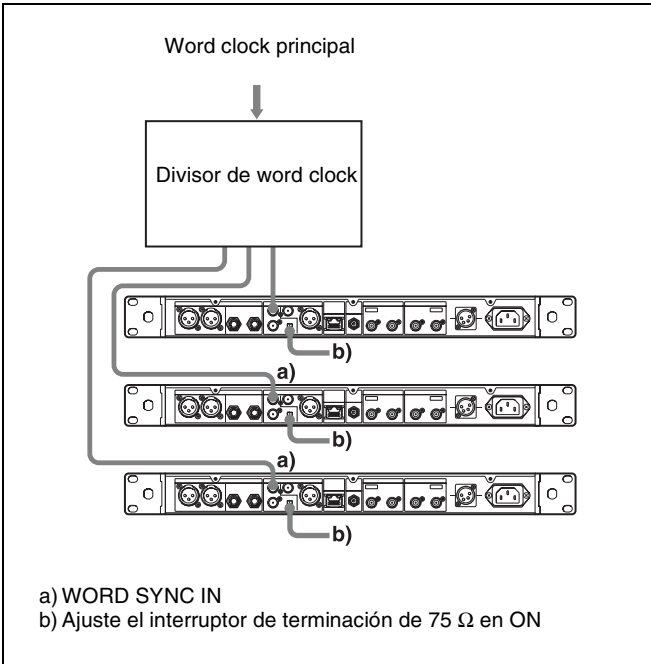 Word clock principal
Divisor de word clock
b)
a)
b)
a)
b)
a) WORD SYNC IN
b) Ajuste el interruptor de terminación de 75 Ω en ON